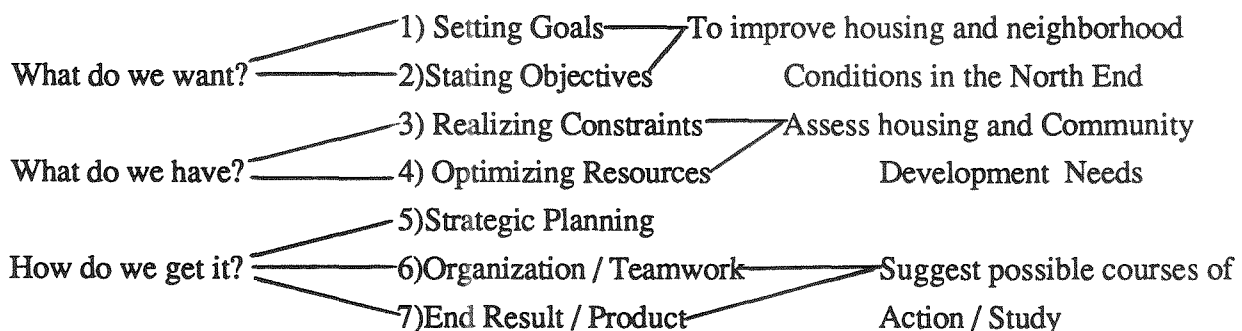 1) Setting Goals To improve housing and neighborhood
What do we want? 2)Stating Objectives Conditions in the North End
3) Realizing Constraints Assess housing and Community
What do we have? 4) Optimizing Resources Development Needs
5)Strategic Planning
How do we get it? 6)Organization / Teamwork Suggest possible courses of
7)End Result / Product Action / Study